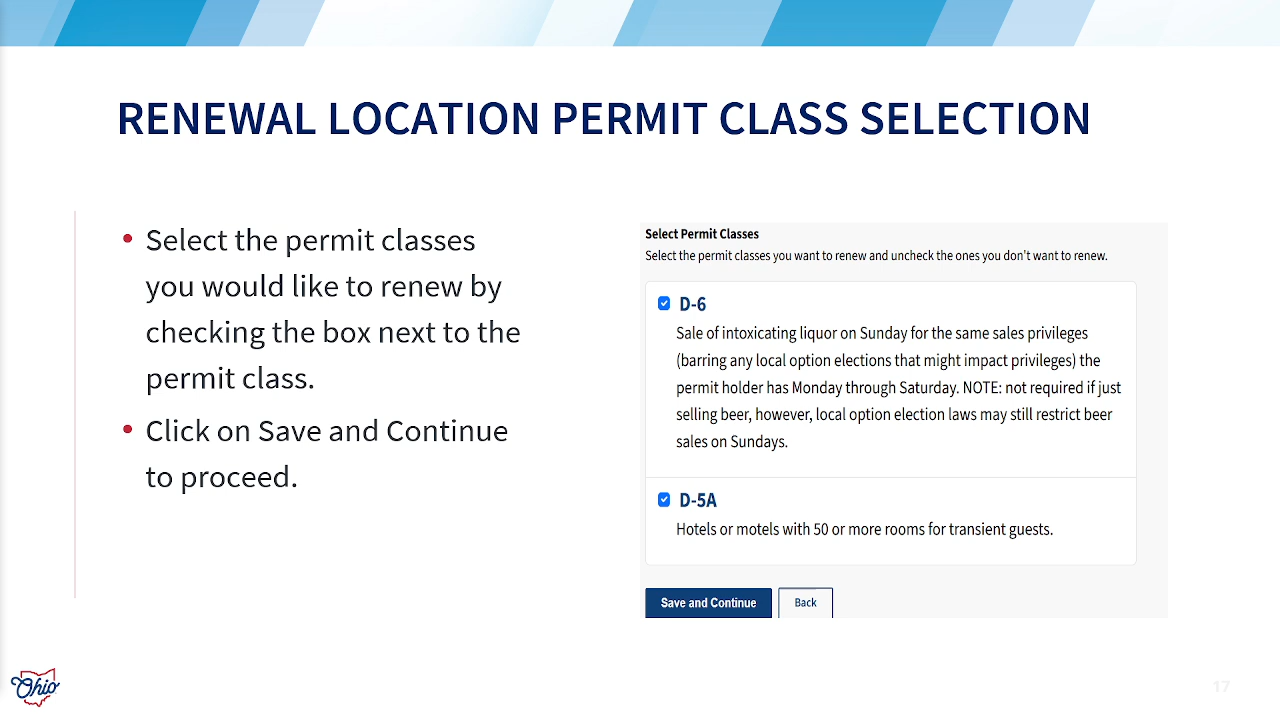 RENEWAL LOCATION PERMIT CLASS SELECTION
• Select the permit classes
you would like to renew by
checking the box next to the
permit class.
• Click on Save and Continue
to proceed.
Select Permit Classes
Select the permit classes you want to renew and uncheck the ones you don't want to renew.
D-6
Sale of intoxicating liquor on Sunday for the same sales privileges
(barring any local option elections that might impact privileges) the
permit holder has Monday through Saturday. NOTE: not required if just
selling beer, however, local option election laws may still restrict beer
sales on Sundays.
D-5A
Hotels or motels with 50 or more rooms for transient guests.
Save and Continue
Back
Ohio
17